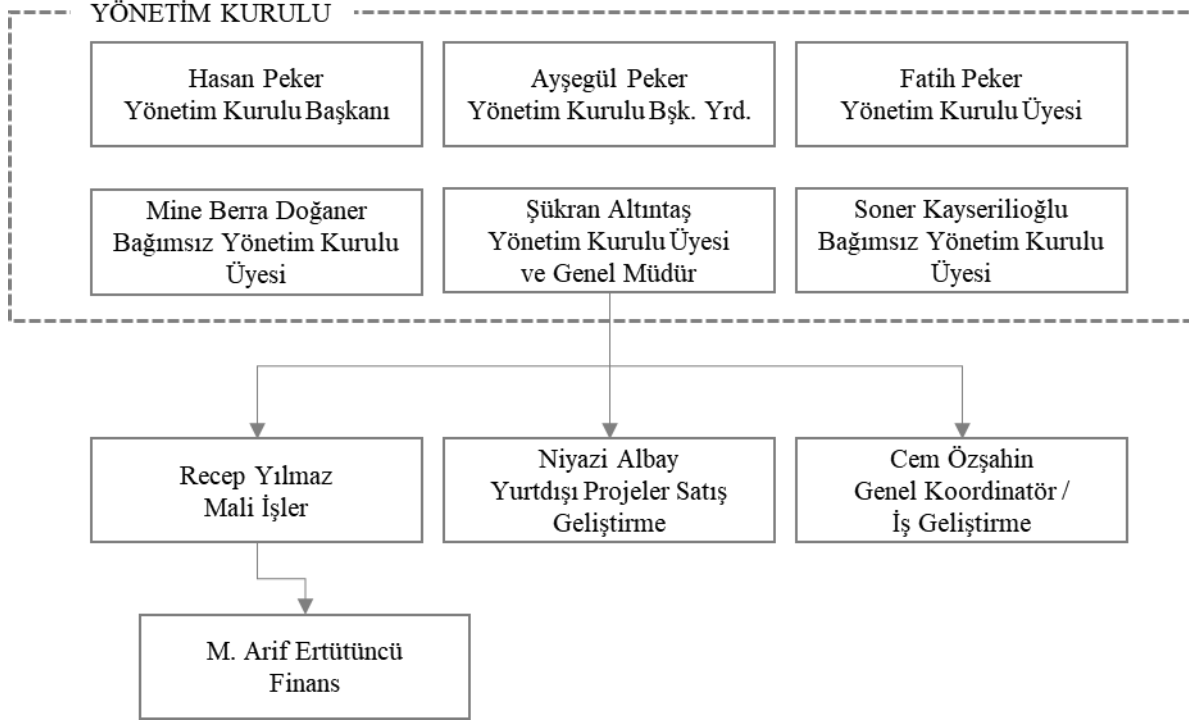 YÖNETİM KURULU
Hasan Peker
Yönetim Kurulu Başkanı
Ayşegül Peker
Yönetim Kurulu Bşk. Yrd.
Fatih Peker
Yönetim Kurulu Üyesi
Mine Berra Doğaner
Bağımsız Yönetim Kurulu
Üyesi
Şükran Altıntaş
Yönetim Kurulu Üyesi
ve Genel Müdür
Soner Kayserilioğlu
Bağımsız Yönetim Kurulu
Üyesi
Recep Yılmaz
Mali İşler
Niyazi Albay
Yurtdışı Projeler Satış
Geliştirme
Cem Özşahin
Genel Koordinatör /
İş Geliştirme
M. Arif Ertütüncü
Finans